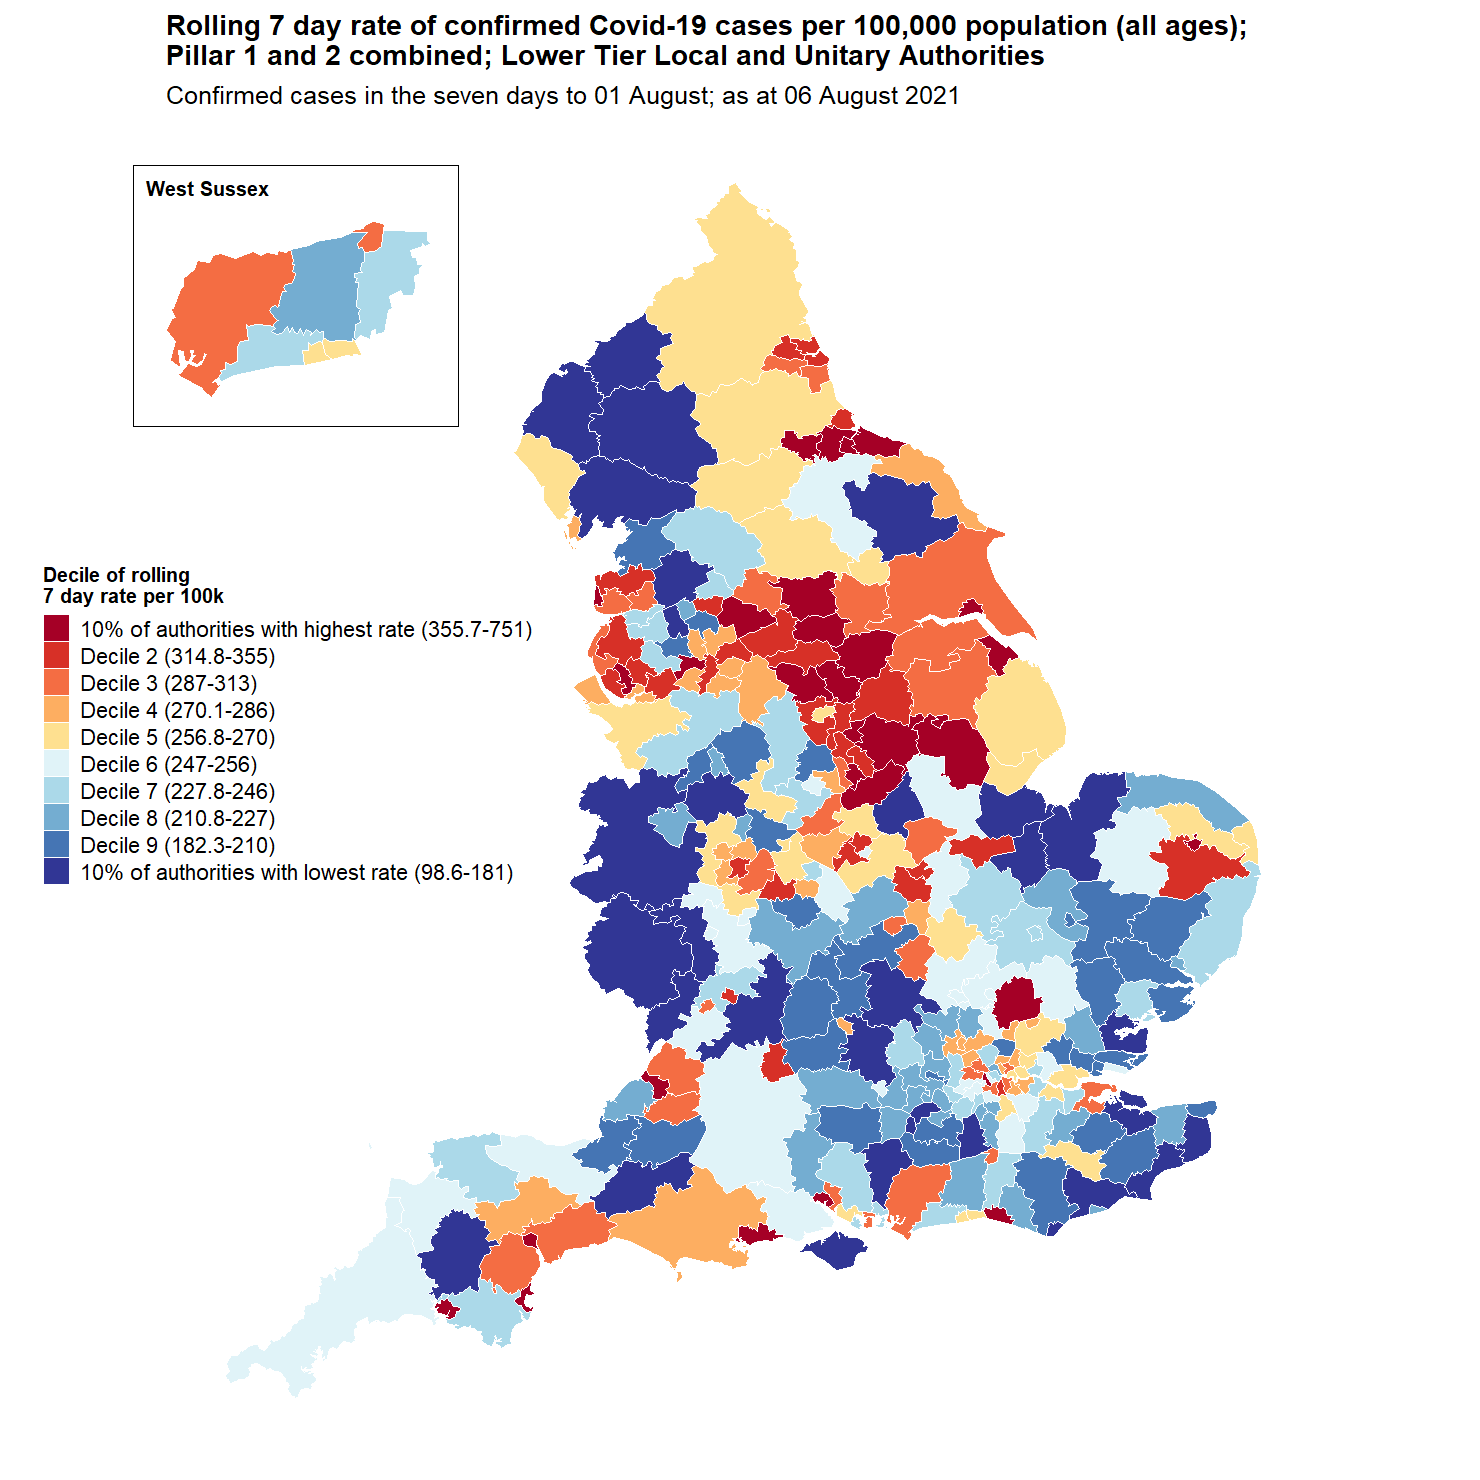 Rolling 7 day rate of confirmed Covid-19 cases per 100,000 population (all ages);
Pillar 1 and 2 combined; Lower Tier Local and Unitary Authorities
Confirmed cases in the seven days to 01 August; as at 06 August 2021
West Sussex
Decile of rolling
7 day rate per 100k
10% of authorities with highest rate (355.7-751)
Decile 2 (314.8-355)
Decile 3 (287-313)
Decile 4 (270.1-286)
Decile 5 (256.8-270)
Decile 6 (247-256)
Decile 7 (227.8-246)
Decile 8 (210.8-227)
Decile 9 (182.3-210)
10% of authorities with lowest rate (98.6-181)